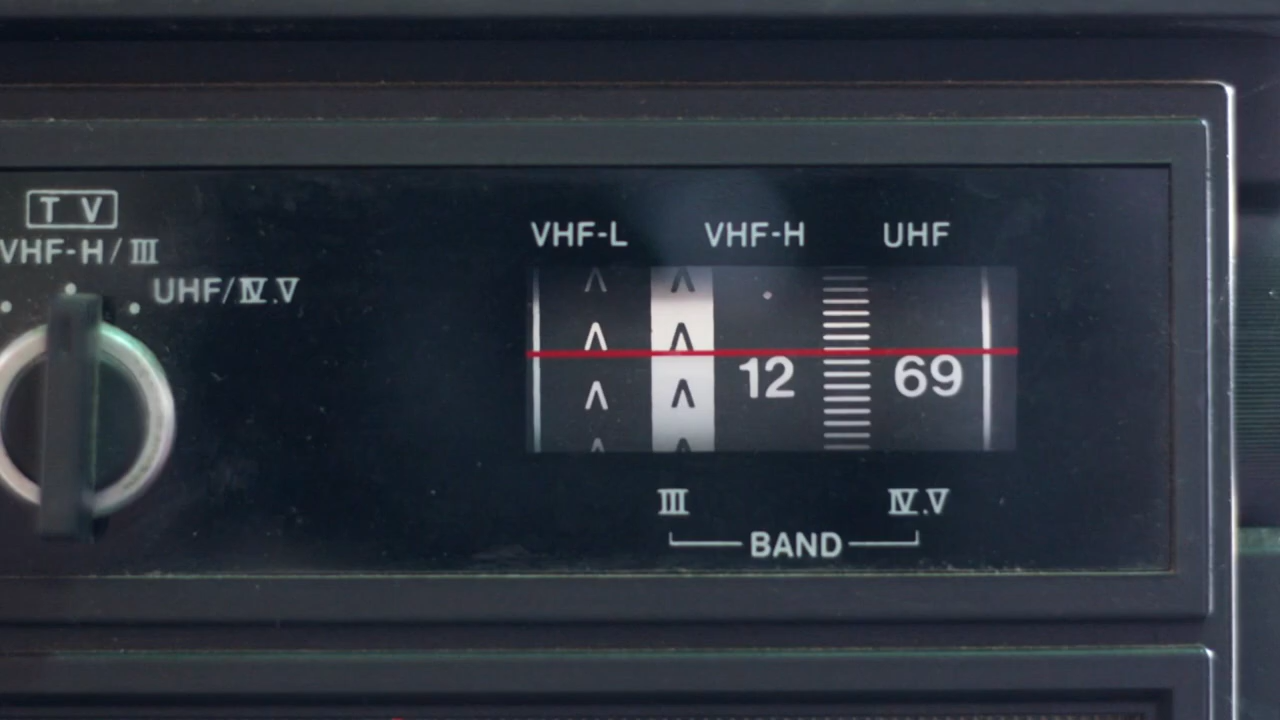 TV
VHF-H/III
UHF/IV.V
VHF-L VHF-H UHF
12 69
III IV.V
BAND